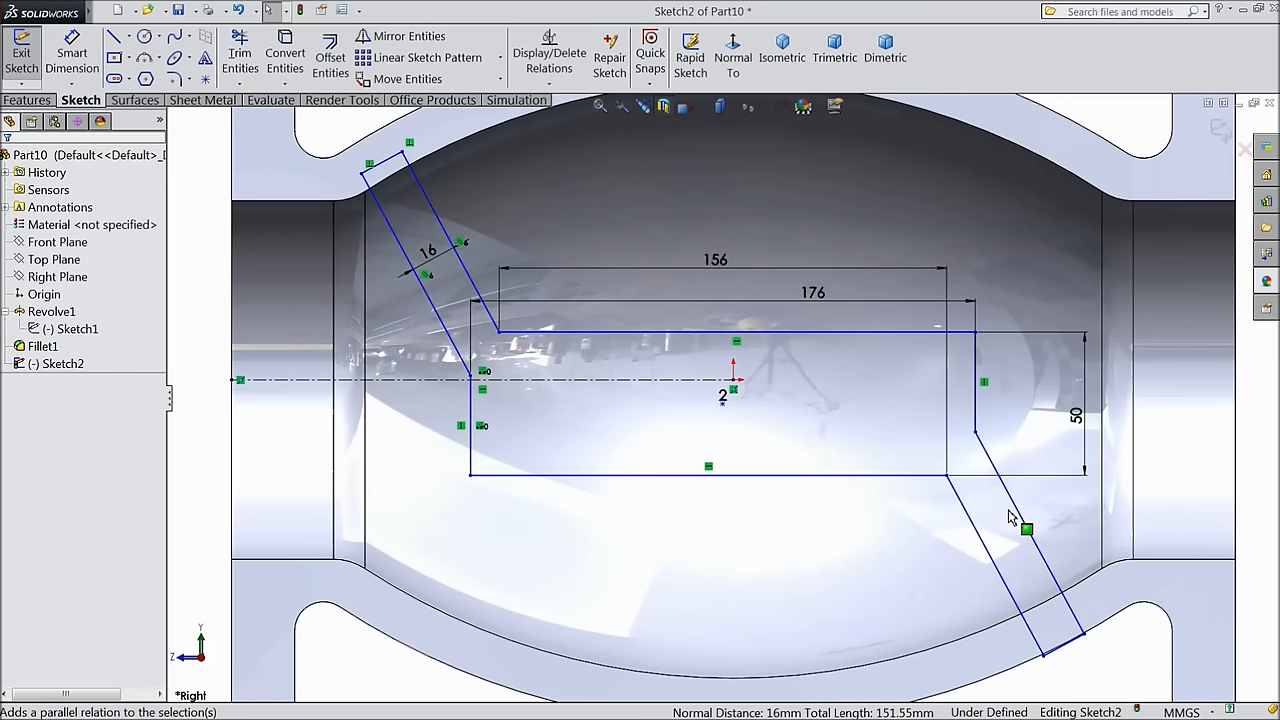 SOLIDWORKS
Sketch2 of Part10 *
Search files and models
Exit Sketch
Smart Dimension
Trim Entities
Convert Entities
Offset Entities
Mirror Entities
Linear Sketch Pattern
Move Entities
Display/Delete Relations
Repair Sketch
Quick Snaps
Rapid Sketch
Normal To
Isometric
Trimetric
Dimetric
Features
Sketch
Surfaces
Sheet Metal
Evaluate
Render Tools
Office Products
Simulation
Part10 (Default<<Default>_D
History
Sensors
Annotations
Material <not specified>
Front Plane
Top Plane
Right Plane
Origin
Revolve1
(-) Sketch1
Fillet1
(-) Sketch2
16
156
176
50
2
Y
Z
*Right
Adds a parallel relation to the selection(s)
Normal Distance: 16mm Total Length: 151.55mm
Under Defined
Editing Sketch2
MMGS